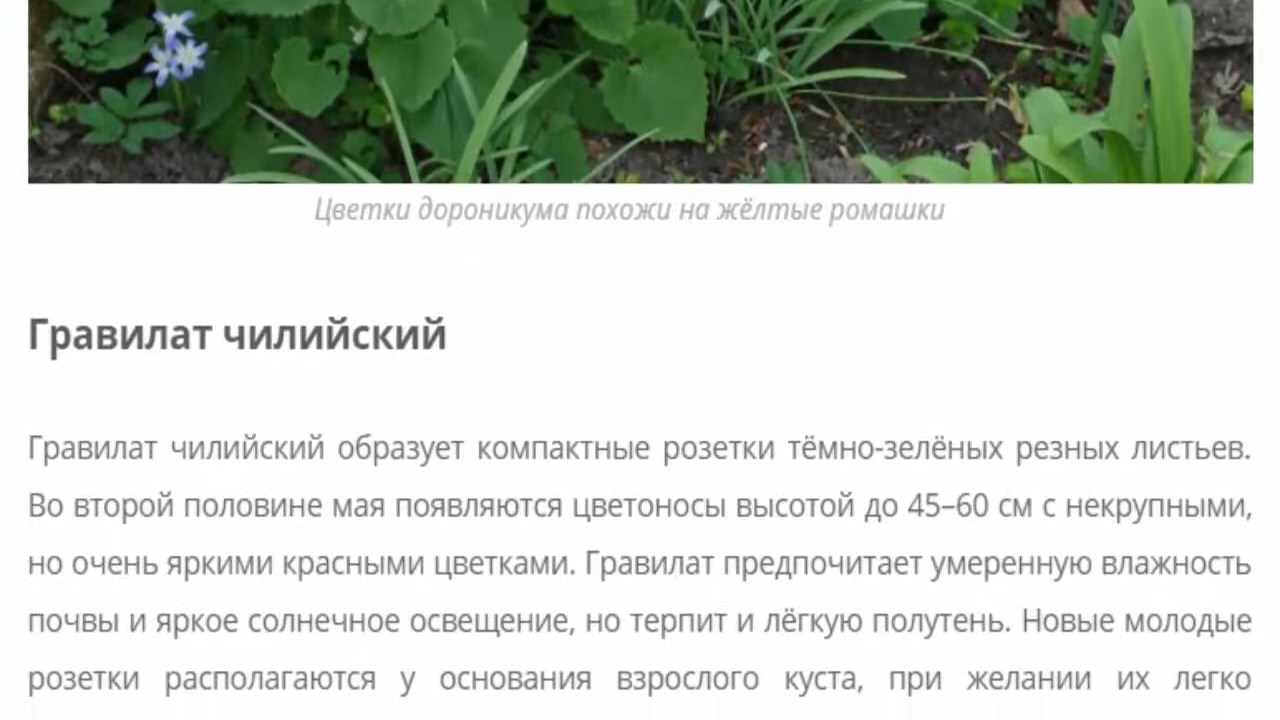 Цветки дороникума похожи на жёлтые ромашки
Гравилат чилийский
Гравилат чилийский образует компактные розетки тёмно-зелёных резных листьев.
Во второй половине мая появляются цветоносы высотой до 45–60 см с некрупными,
но очень яркими красными цветками. Гравилат предпочитает умеренную влажность
почвы и яркое солнечное освещение, но терпит и лёгкую полутень. Новые молодые
розетки располагаются у основания взрослого куста, при желании их легко